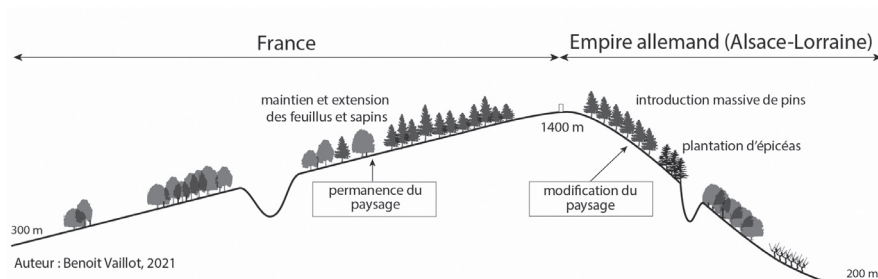 France
Empire allemand (Alsace-Lorraine)
maintien et extension
des feuillus et sapins
introduction massive de pins
1400 m
plantation d'épicéas
permanence du
paysage
modification du
paysage
300 m
Auteur : Benoit Vaillot, 2021
200 m